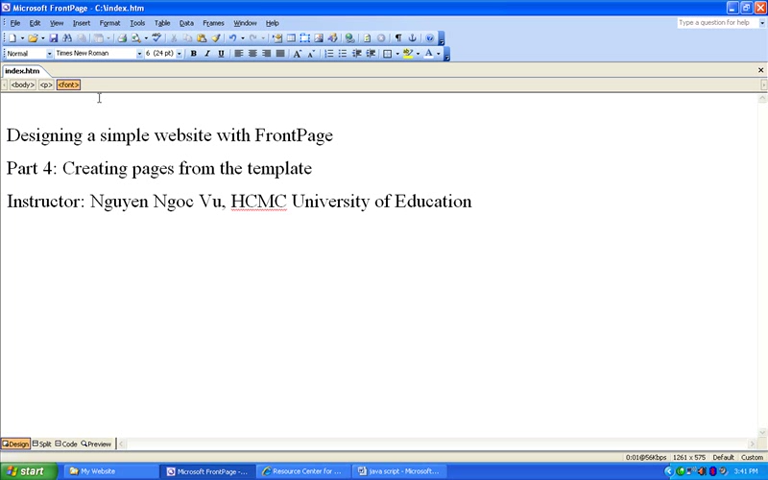 Microsoft FrontPage - C:\index.htm
File Edit View Insert Format Tools Table Data Frames Window Help
Type a question for help
Normal Times New Roman 6 (24 pt) B I U
index.htm
<body> <p> <font>
Designing a simple website with FrontPage
Part 4: Creating pages from the template
Instructor: Nguyen Ngoc Vu, HCMC University of Education
Design Split Code Preview
0:01@56Kbps 1261 x 575 Default Custom
start My Website Microsoft FrontPage -... Resource Center for ... java script - Microsoft... 3:41 PM